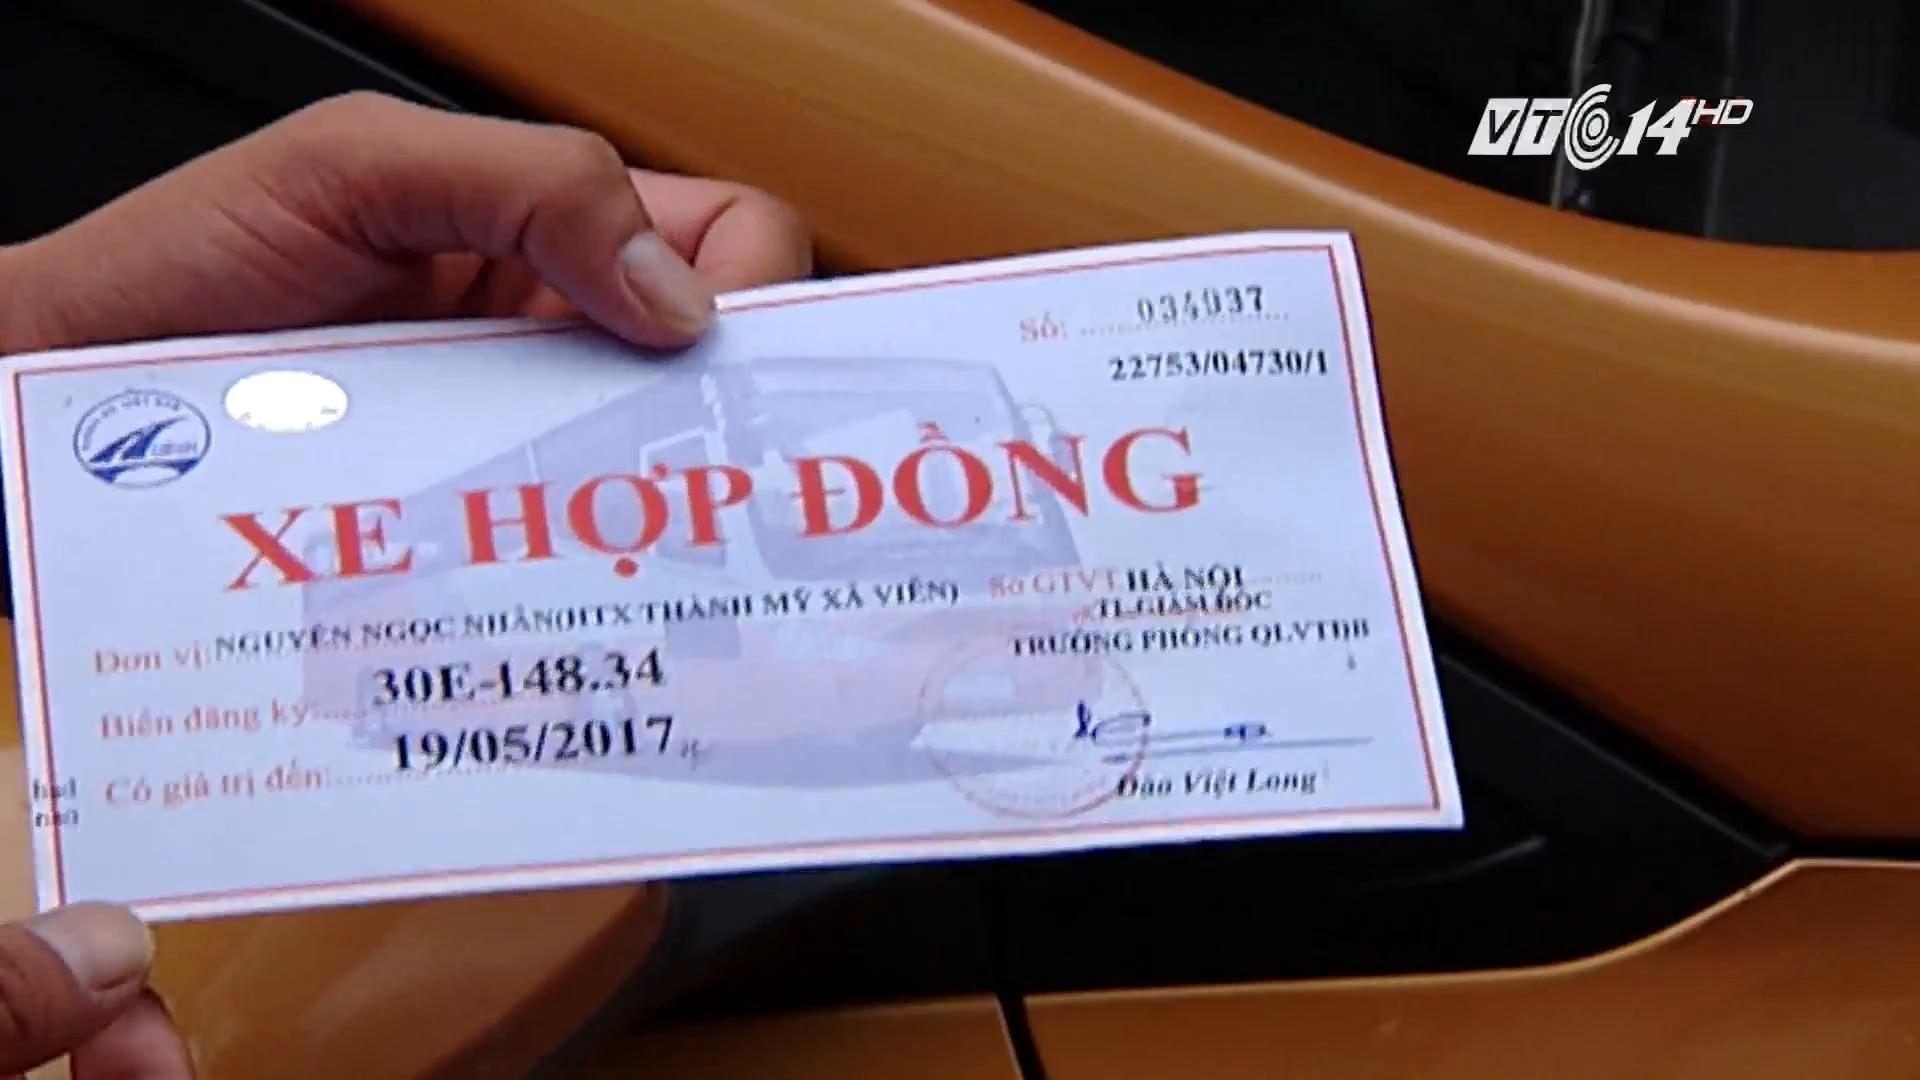 VTC14 HD
Số: 034037
22753/04730/1
XE HỢP ĐỒNG
Đơn vị: NGUYỄN NGỌC NHÂN(HTX THÀNH MỸ XÃ VIÊN)
Sở GTVT HÀ NỘI
TL.GIÁM ĐỐC
TRƯỞNG PHÒNG QLVTĐB
Biển đăng ký: 30E-148.34
Có giá trị đến: 19/05/2017
Đào Việt Long